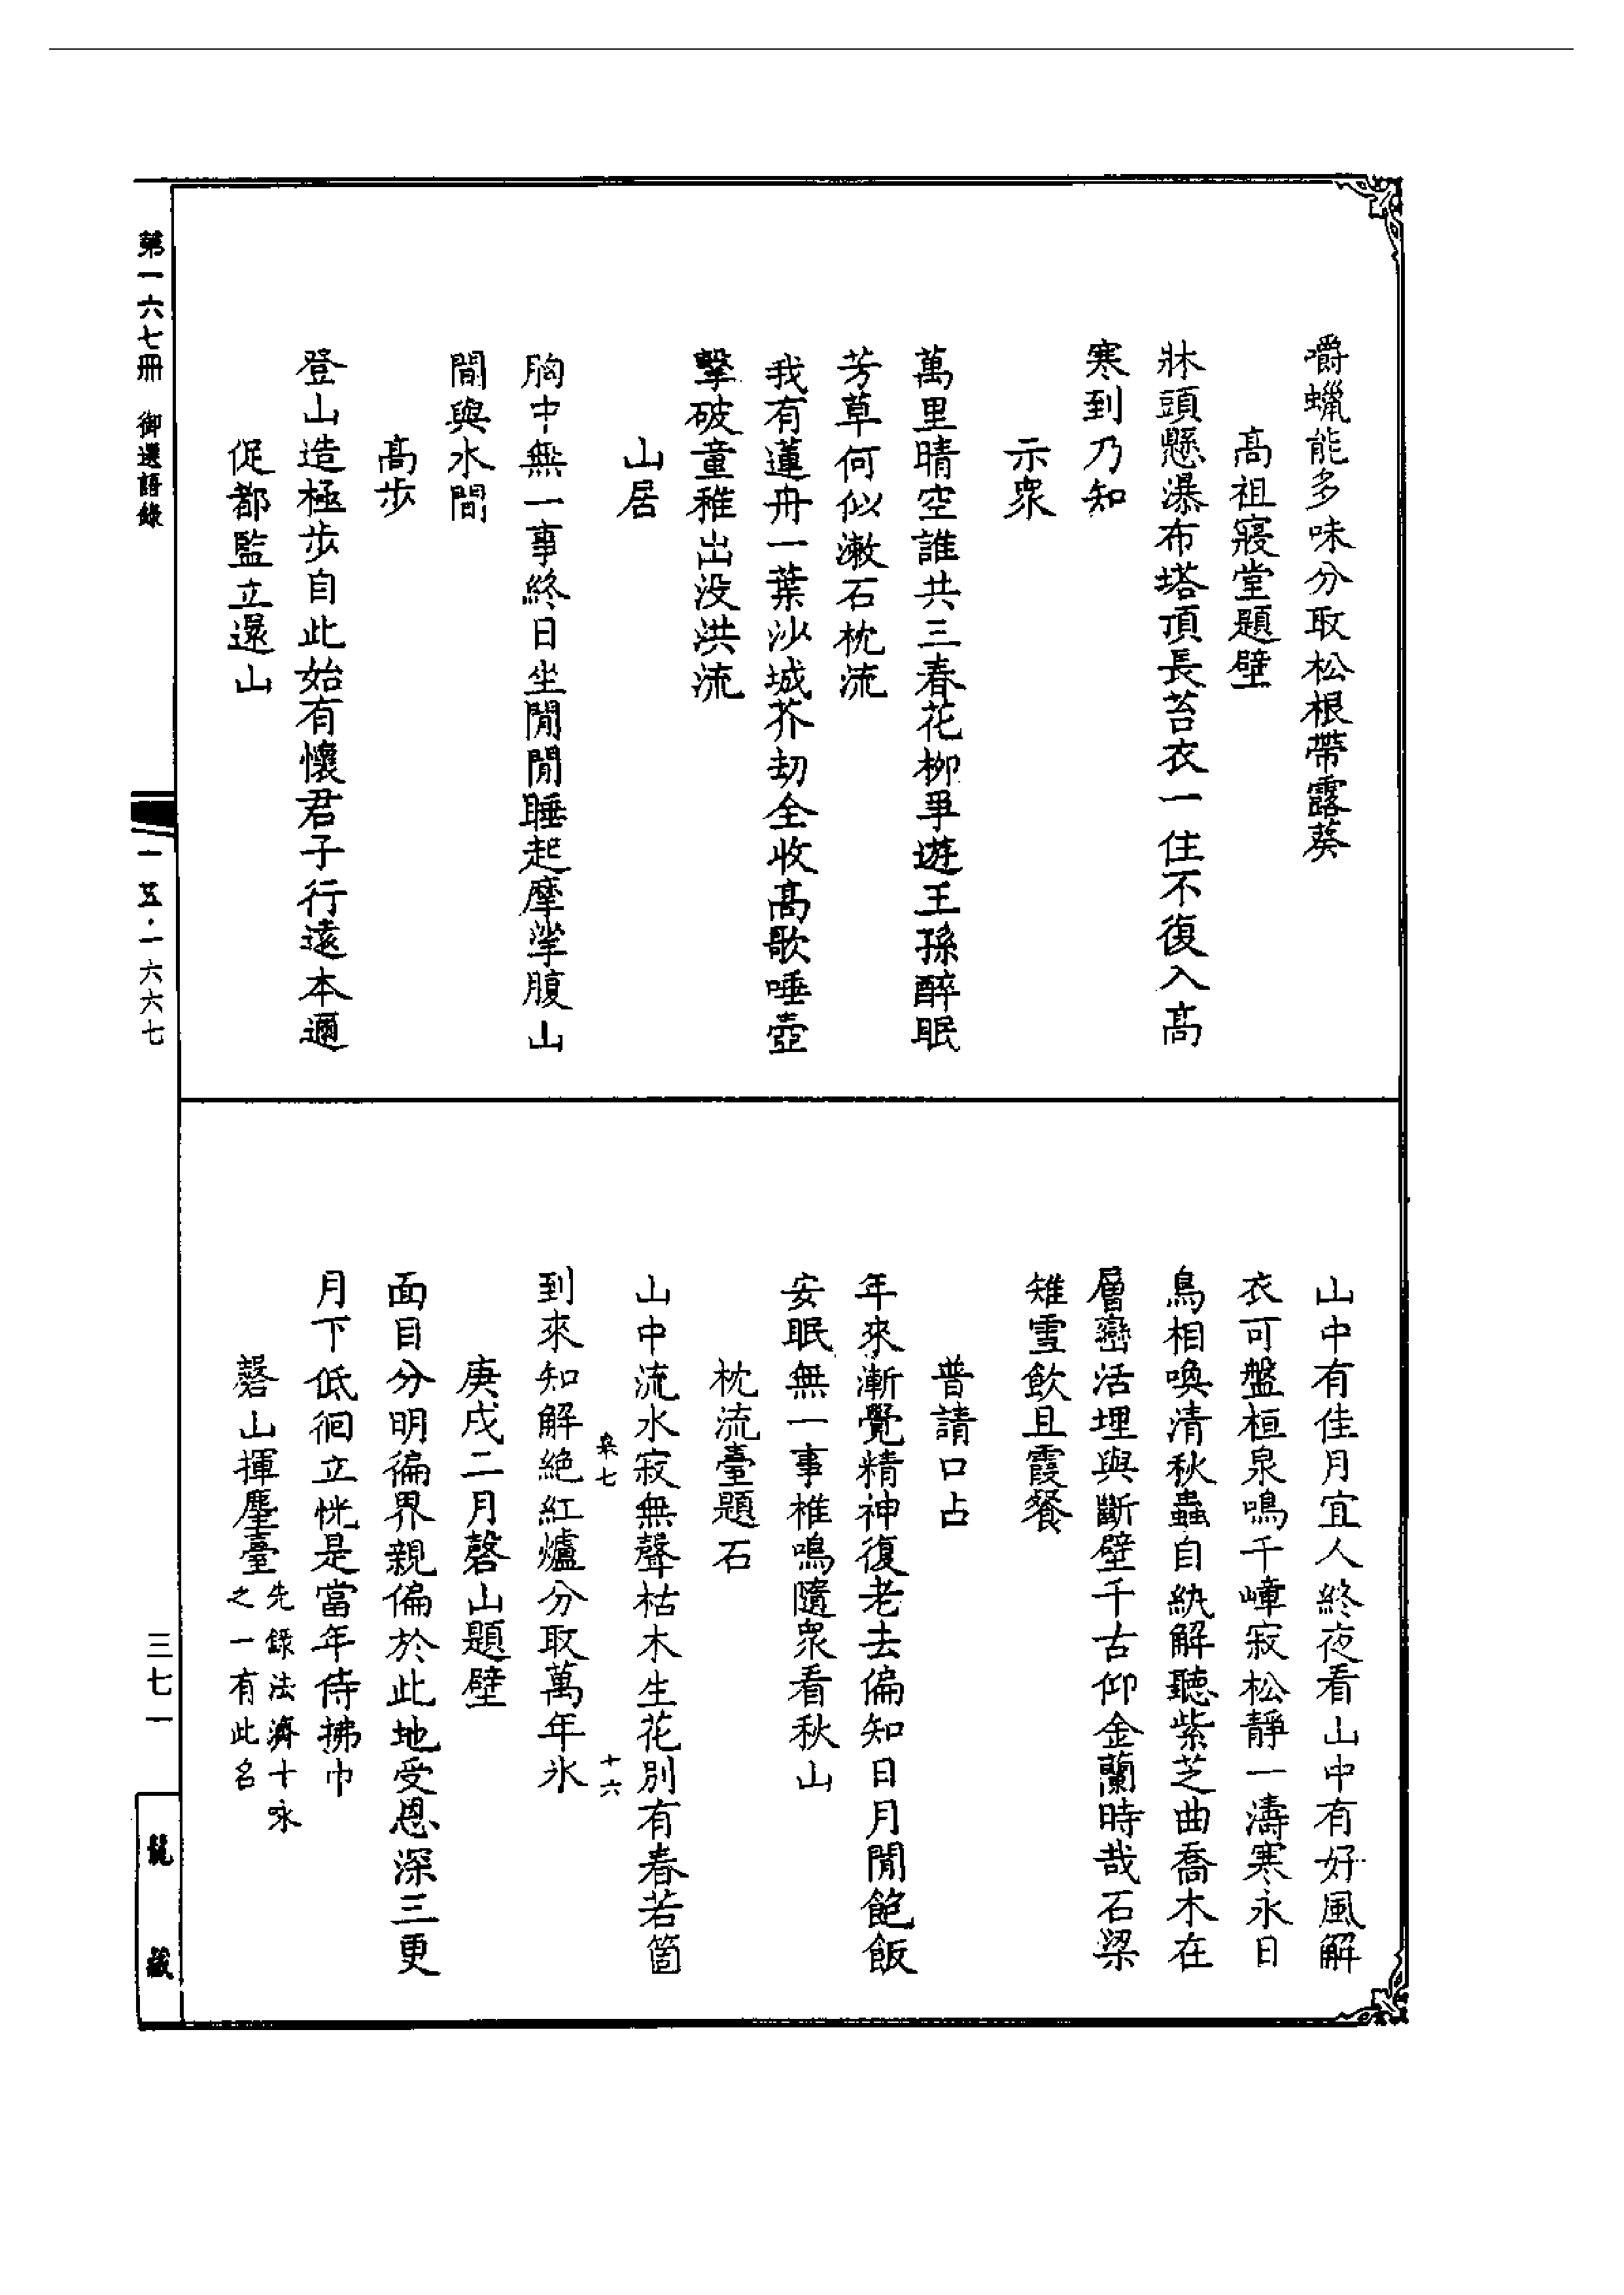 嚼蠟能多味分取松根帶露葵
高祖寢堂題壁
牀頭懸瀑布塔頂長苔衣一住不復入高
寒到乃知
示眾
萬里晴空誰共三春花柳爭遊王孫醉眠
芳草何似漱石枕流
我有蓮舟一葉沙城芥劫全收高歌唾壺
擊破童稚出没洪流
山居
胸中無一事終日坐閒閒睡起摩挲腹山
間與水間
高步
登山造極步自此始有懷君子行遠本邇
促都監立還山
山中有佳月宜人終夜看山中有好風解
衣可盤桓泉鳴千嶂寂松靜一濤寒永日
鳥相喚清秋蟲自紈解聽紫芝曲喬木在
層巒活埋與斷壁千古仰金蘭時哉石梁
雉雪飲且霞餐
普請口占
年來漸覺精神復老去偏知日月閒飽飯
安眠無一事椎鳴隨眾看秋山
枕流臺題石
山中流水寂無聲枯木生花別有春若箇
到來知解絕紅爐分取萬年氷
庚戌二月磬山題壁
面目分明徧界親偏於此地受恩深三更
月下低徊立恍是當年侍拂巾
磬山揮麈臺先錄法濟十咏
之一有此名
七
十六
第一六七冊 御選語錄
一五·一六六七
三七一
龍藏